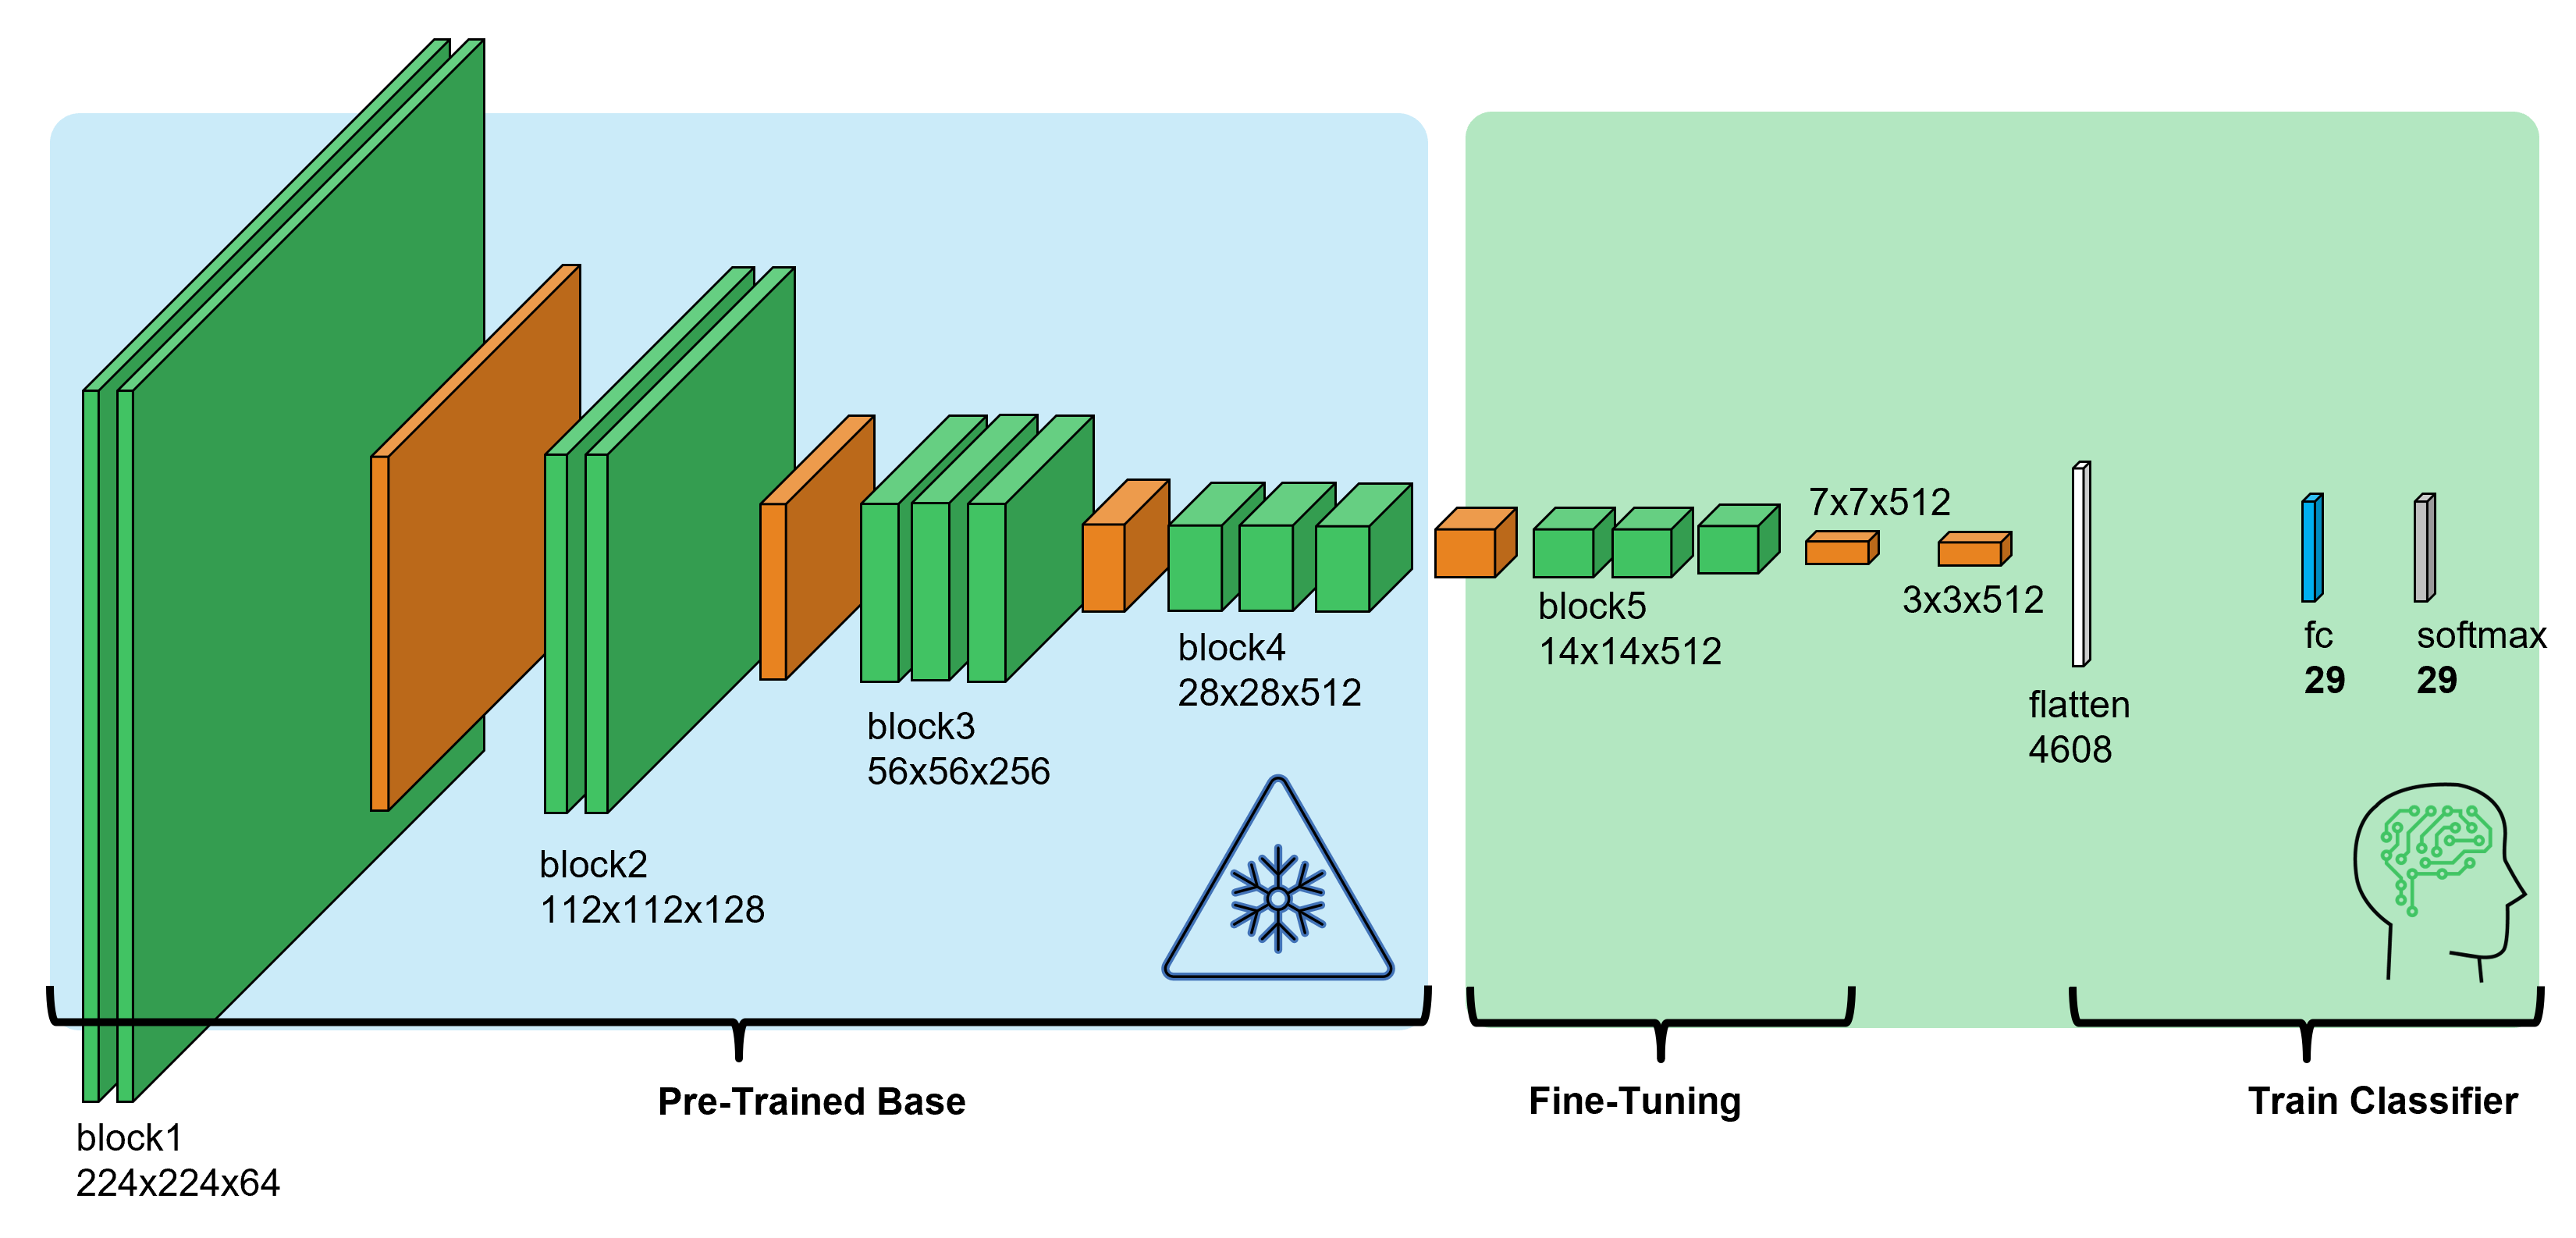 block1
224x224x64
block2
112x112x128
block3
56x56x256
block4
28x28x512
block5
14x14x512
7x7x512
3x3x512
flatten
4608
fc
29
softmax
29
Pre-Trained Base
Fine-Tuning
Train Classifier